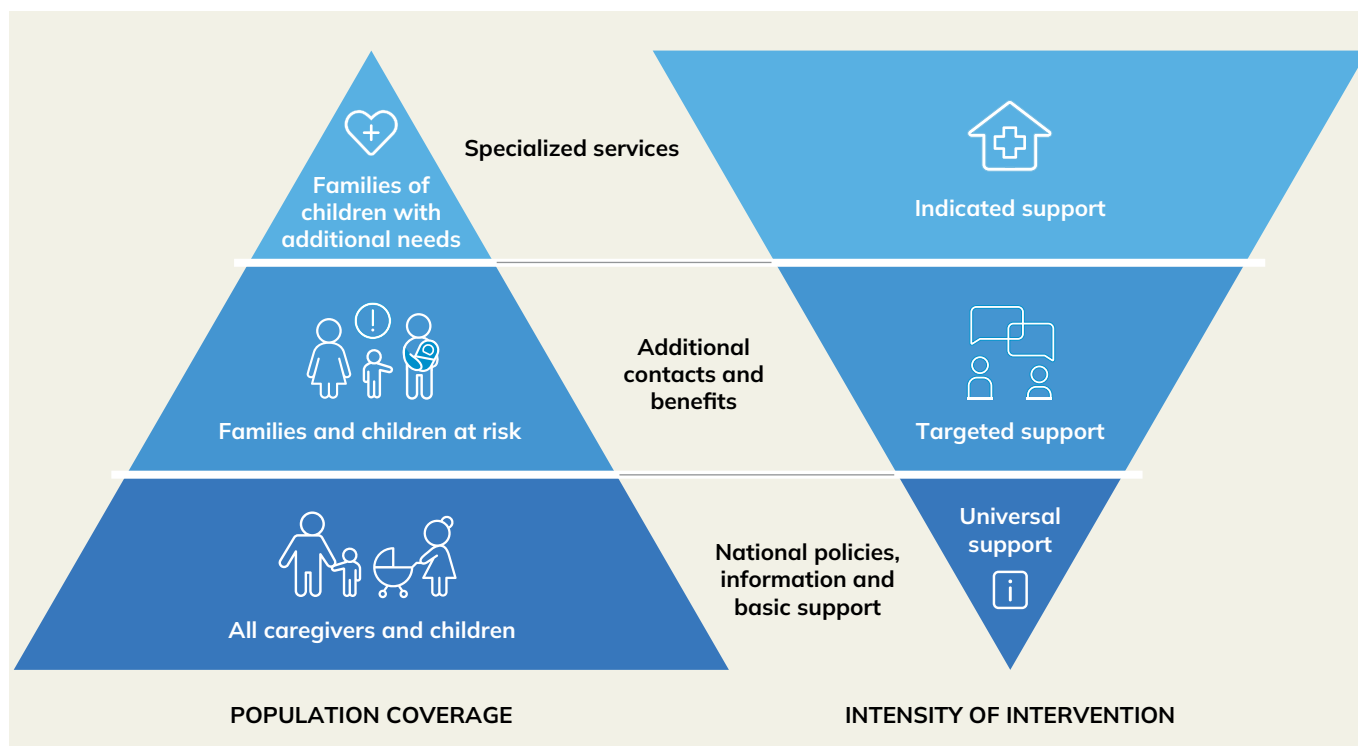 Specialized services
Families of
children with
additional needs
Indicated support
Additional
contacts and
benefits
Families and children at risk
Targeted support
Universal
support
National policies,
information and
basic support
i
All caregivers and children
POPULATION COVERAGE
INTENSITY OF INTERVENTION